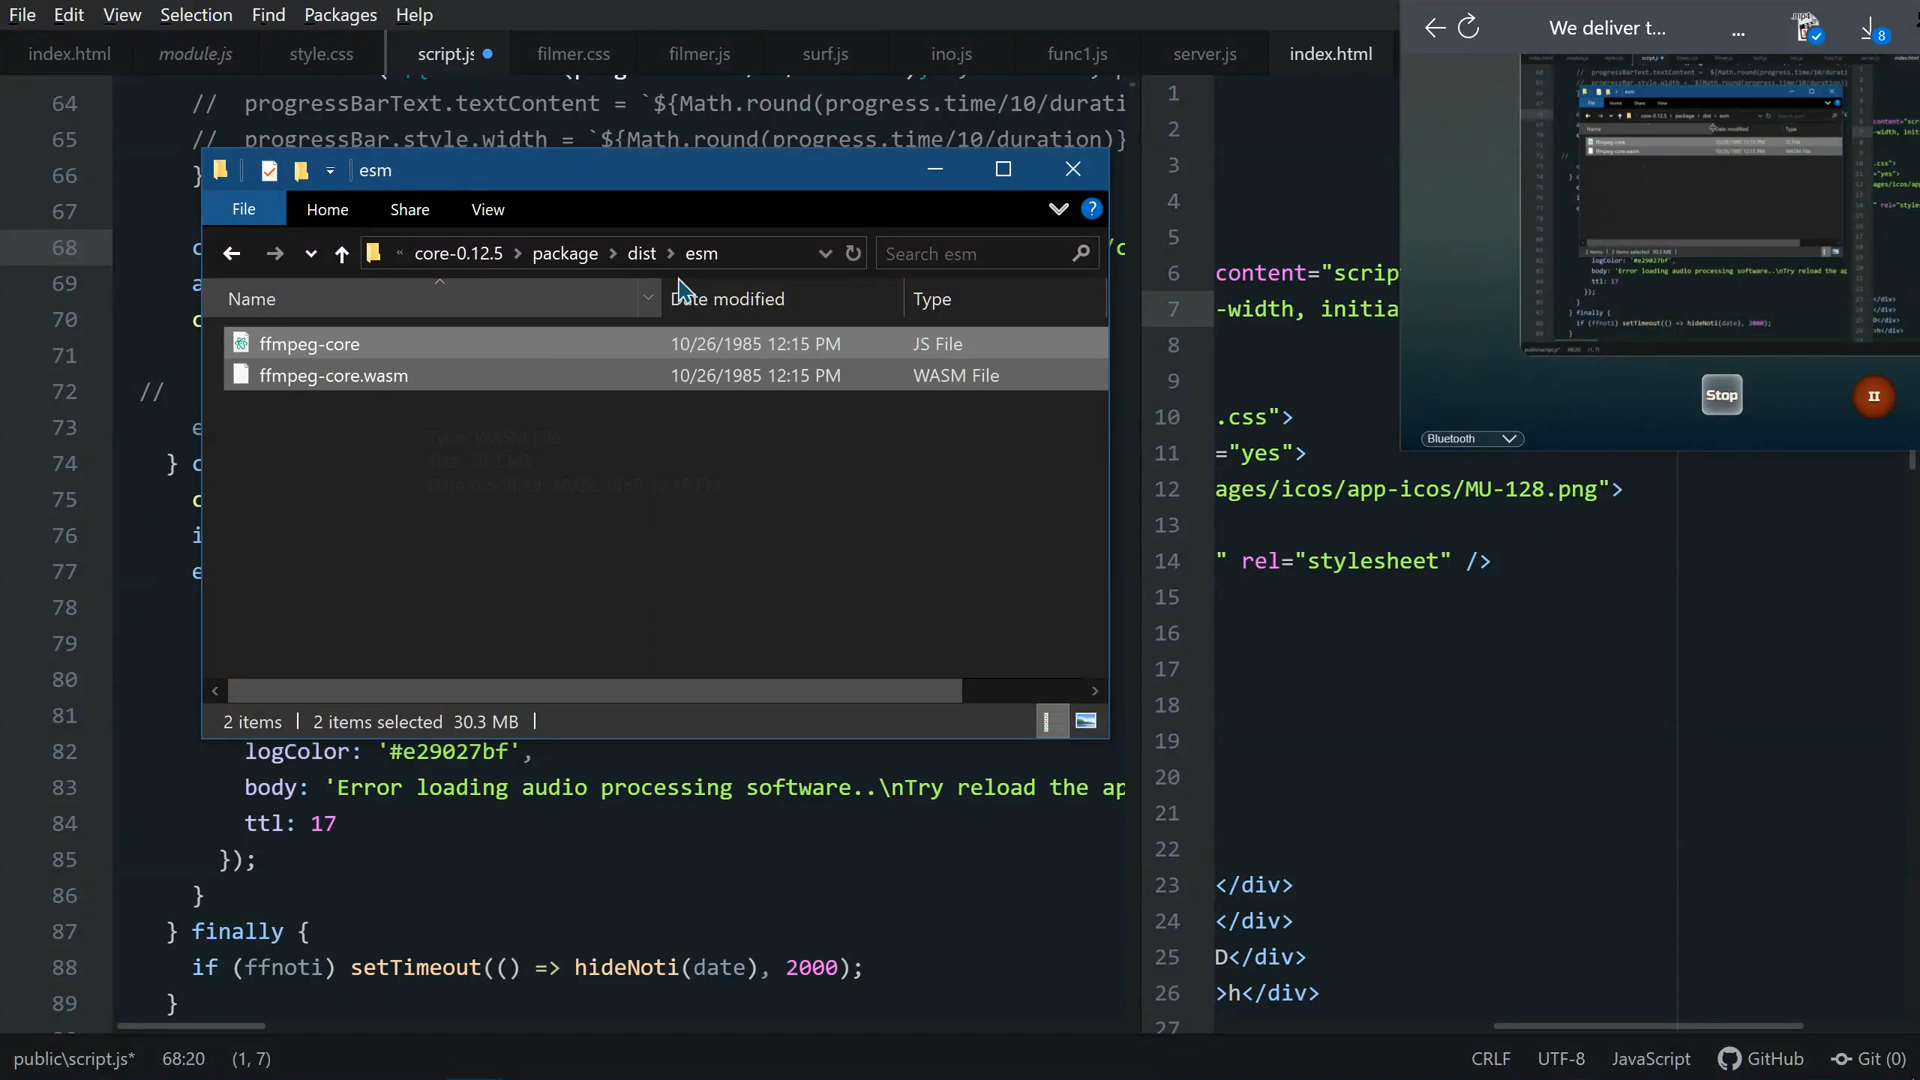 File Edit View Selection Find Packages Help
index.html module.js style.css script.js filmer.css filmer.js surf.js ino.js func1.js server.js index.html
64 // progressBarText.textContent = `${Math.round(progress.time/10/durati
65 // progressBar.style.width = `${Math.round(progress.time/10/duration)}
66 }
67
68 c
69 a
70 c
71
72 //
73 e
74 } c
75 c
76 i
77 e
78
79
80
81
82 logColor: '#e29027bf',
83 body: 'Error loading audio processing software..\nTry reload the ap
84 ttl: 17
85 });
86 }
87 } finally {
88 if (ffnoti) setTimeout(() => hideNoti(date), 2000);
89 }
esm
File Home Share View
« core-0.12.5 package dist esm
Search esm
Name Date modified Type
ffmpeg-core 10/26/1985 12:15 PM JS File
ffmpeg-core.wasm 10/26/1985 12:15 PM WASM File
Type: WASM File
2 items 2 items selected 30.3 MB
1
2
3
4
5
6 content="scrip
7 -width, initia
8
9
10 .css">
11 ="yes">
12 ages/icos/app-icos/MU-128.png">
13
14 " rel="stylesheet" />
15
16
17
18
19
20
21
22
23 </div>
24 </div>
25 D</div>
26 >h</div>
27
We deliver t... ... 8
Stop
Bluetooth
public\script.js* 68:20 (1, 7) CRLF UTF-8 JavaScript GitHub Git (0)